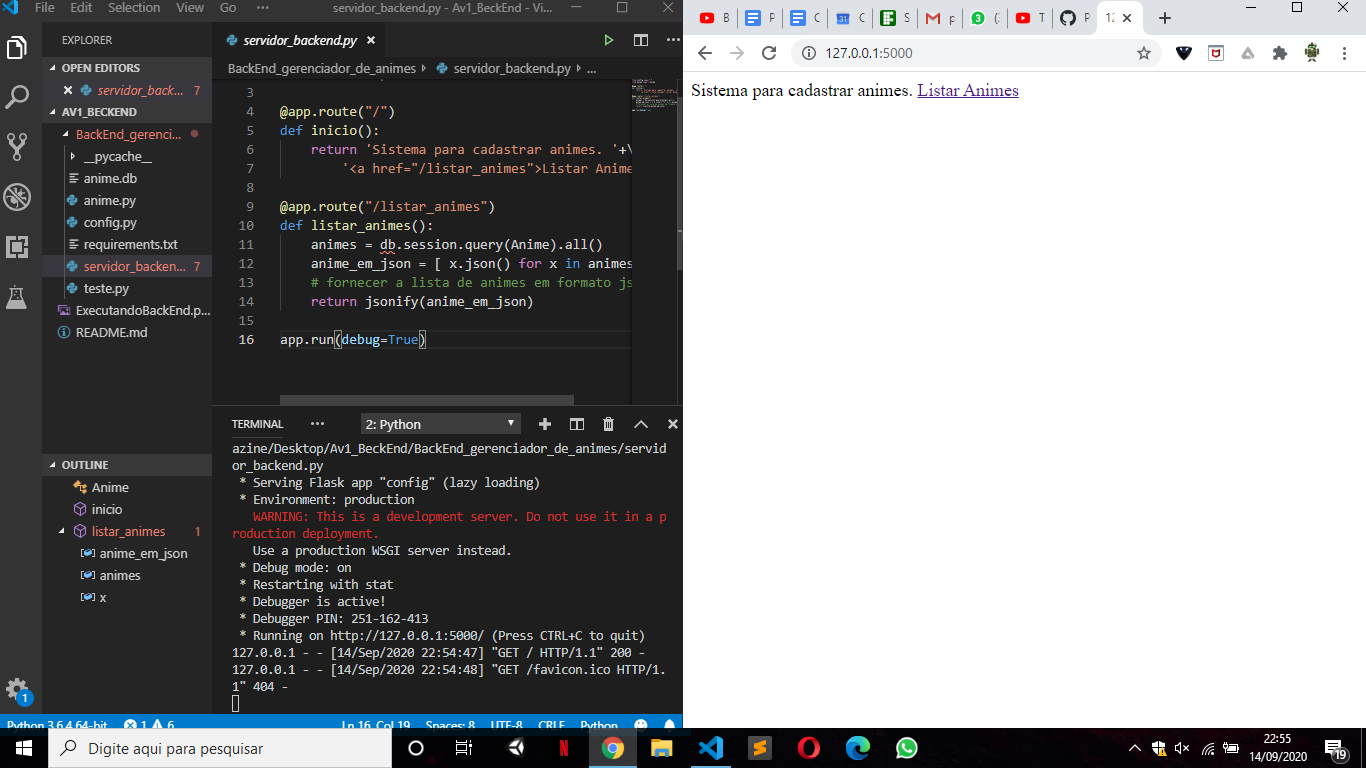 File Edit Selection View Go ··· servidor_backend.py - Av1_BeckEnd - Vi...
EXPLORER
OPEN EDITORS
servidor_back... 7
AV1_BECKEND
BackEnd_gerenci...
__pycache__
anime.db
anime.py
config.py
requirements.txt
servidor_backen... 7
teste.py
ExecutandoBackEnd.p...
README.md
OUTLINE
Anime
inicio
listar_animes 1
anime_em_json
animes
x
servidor_backend.py
BackEnd_gerenciador_de_animes servidor_backend.py ...
3
4 @app.route("/")
5 def inicio():
6 return 'Sistema para cadastrar animes. '+\
7 '<a href="/listar_animes">Listar Anime
8
9 @app.route("/listar_animes")
10 def listar_animes():
11 animes = db.session.query(Anime).all()
12 anime_em_json = [ x.json() for x in animes
13 # fornecer a lista de animes em formato js
14 return jsonify(anime_em_json)
15
16 app.run(debug=True)
TERMINAL ··· 2: Python
azine/Desktop/Av1_BeckEnd/BackEnd_gerenciador_de_animes/servid
or_backend.py
* Serving Flask app "config" (lazy loading)
* Environment: production
WARNING: This is a development server. Do not use it in a p
roduction deployment.
Use a production WSGI server instead.
* Debug mode: on
* Restarting with stat
* Debugger is active!
* Debugger PIN: 251-162-413
* Running on http://127.0.0.1:5000/ (Press CTRL+C to quit)
127.0.0.1 - - [14/Sep/2020 22:54:47] "GET / HTTP/1.1" 200 -
127.0.0.1 - - [14/Sep/2020 22:54:48] "GET /favicon.ico HTTP/1.
1" 404 -
1
Python 3.6.4 64-bit 1 6 Ln 16, Col 19 Spaces: 8 UTF-8 CRLF Python
B P C C S p ( T P 12
127.0.0.1:5000
Sistema para cadastrar animes. Listar Animes
Digite aqui para pesquisar
22:55
14/09/2020
19